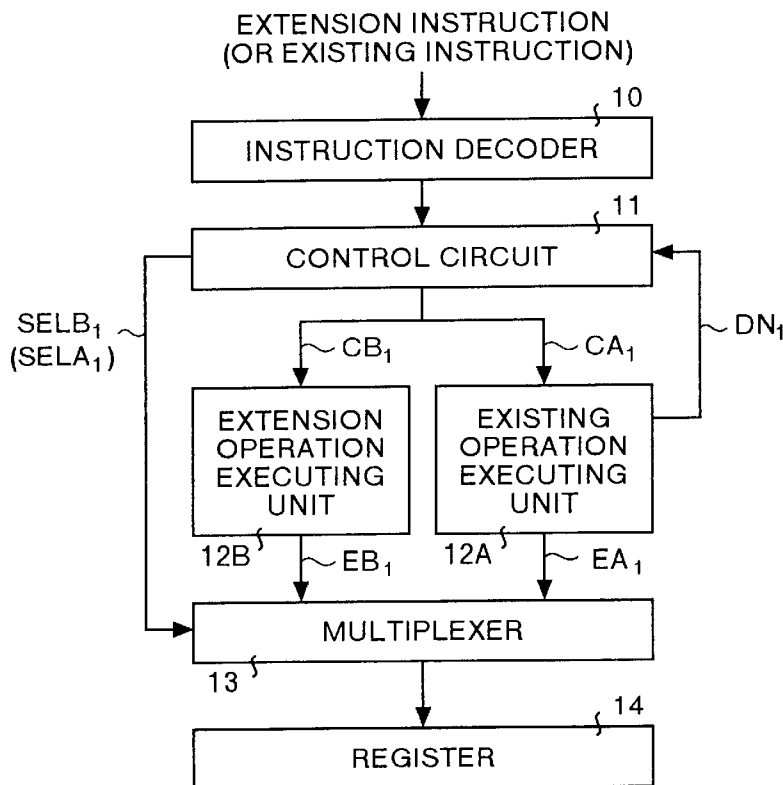 EXTENSION INSTRUCTION
(OR EXISTING INSTRUCTION)
10
INSTRUCTION DECODER
11
CONTROL CIRCUIT
SELB₁
(SELA₁)
DN₁
CB₁
CA₁
EXTENSION
OPERATION
EXECUTING
UNIT
EXISTING
OPERATION
EXECUTING
UNIT
12B
EB₁
12A
EA₁
MULTIPLEXER
13
14
REGISTER